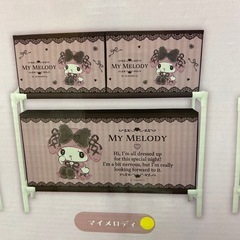 MY MELODY
MY MELODY
MY MELODY
Hi, I'm all dressed up
for this special night!
I'm a bit nervous, but I'm really
looking forward to it.
マイメロディ